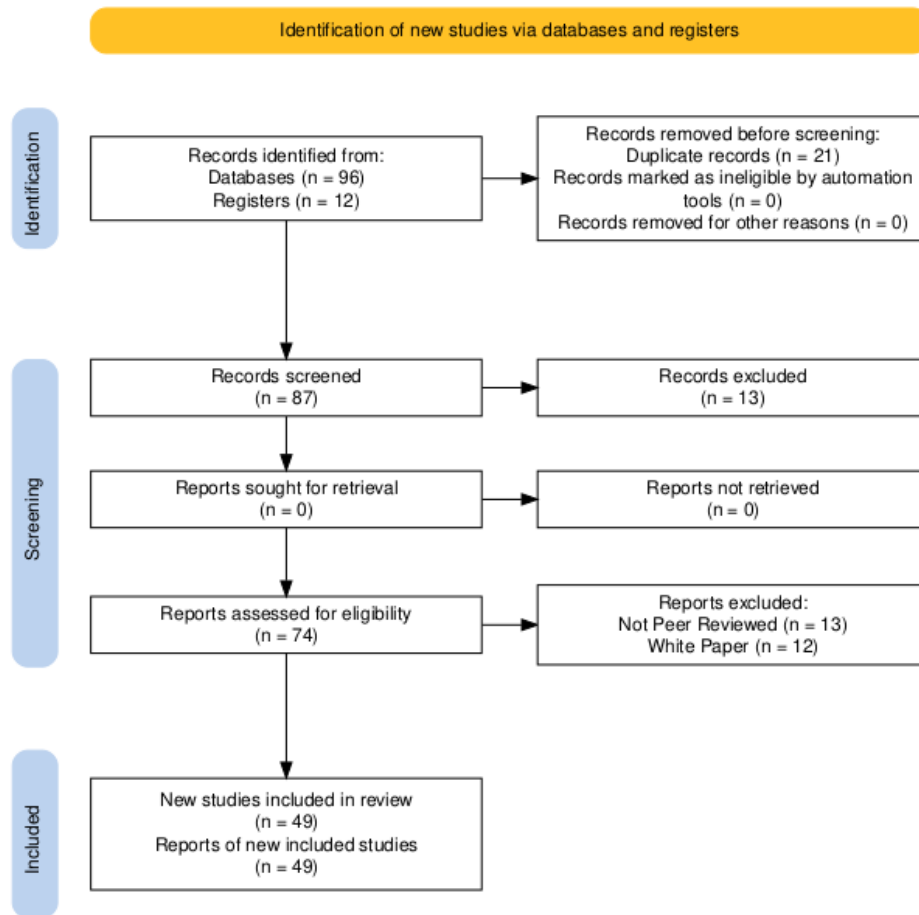 Identification of new studies via databases and registers
Identification
Records identified from:
Databases (n = 96)
Registers (n = 12)
Records removed before screening:
Duplicate records (n = 21)
Records marked as ineligible by automation
tools (n = 0)
Records removed for other reasons (n = 0)
Screening
Records screened
(n = 87)
Records excluded
(n = 13)
Reports sought for retrieval
(n = 0)
Reports not retrieved
(n = 0)
Reports assessed for eligibility
(n = 74)
Reports excluded:
Not Peer Reviewed (n = 13)
White Paper (n = 12)
Included
New studies included in review
(n = 49)
Reports of new included studies
(n = 49)